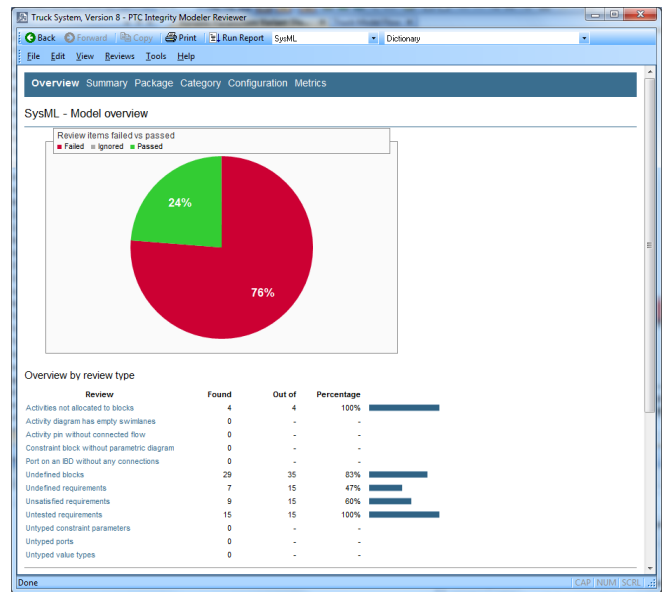 Truck System, Version 8 - PTC Integrity Modeler Reviewer
Back Forward Copy Print Run Report SysML Dictionary
File Edit View Reviews Tools Help
Overview Summary Package Category Configuration Metrics
SysML - Model overview
Review items failed vs passed
Failed Ignored Passed
24%
76%
Overview by review type
Review Found Out of Percentage
Activities not allocated to blocks 4 4 100%
Activity diagram has empty swimlanes 0 - -
Activity pin without connected flow 0 - -
Constraint block without parametric diagram 0 - -
Port on an IBD without any connections 0 - -
Undefined blocks 29 35 83%
Undefined requirements 7 15 47%
Unsatisfied requirements 9 15 60%
Untested requirements 15 15 100%
Untyped constraint parameters 0 - -
Untyped ports 0 - -
Untyped value types 0 - -
Done CAP NUM SCRL